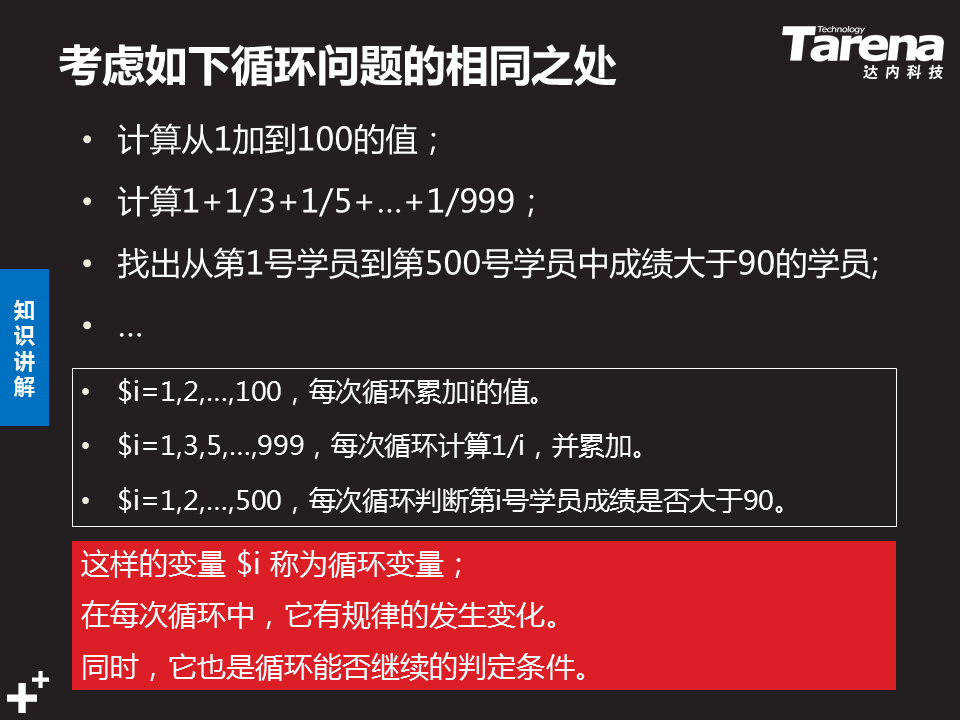 考虑如下循环问题的相同之处
Technology
Tarena
达内科技
• 计算从1加到100的值；
• 计算1+1/3+1/5+…+1/999；
• 找出从第1号学员到第500号学员中成绩大于90的学员;
• …
知识讲解
• $i=1,2,…,100，每次循环累加i的值。
• $i=1,3,5,…,999，每次循环计算1/i，并累加。
• $i=1,2,…,500，每次循环判断第i号学员成绩是否大于90。
这样的变量 $i 称为循环变量；
在每次循环中，它有规律的发生变化。
同时，它也是循环能否继续的判定条件。